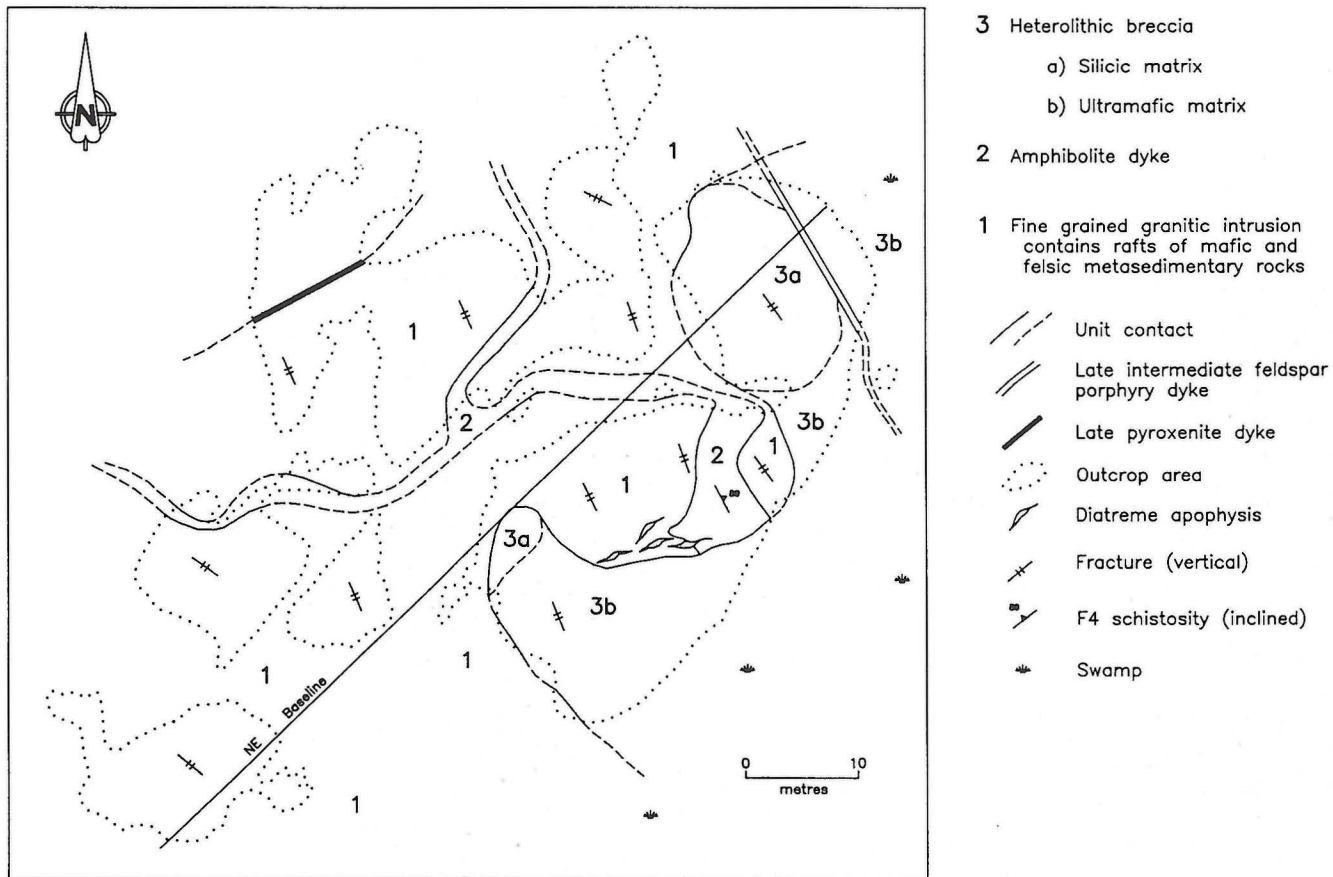 N
1
3b
3a
1
2
3b
1
2
1
3a
3b
1
1
NE Baseline
1
0 10
metres
3 Heterolithic breccia
a) Silicic matrix
b) Ultramafic matrix
2 Amphibolite dyke
1 Fine grained granitic intrusion
contains rafts of mafic and
felsic metasedimentary rocks
Unit contact
Late intermediate feldspar
porphyry dyke
Late pyroxenite dyke
Outcrop area
Diatreme apophysis
Fracture (vertical)
F4 schistosity (inclined)
Swamp